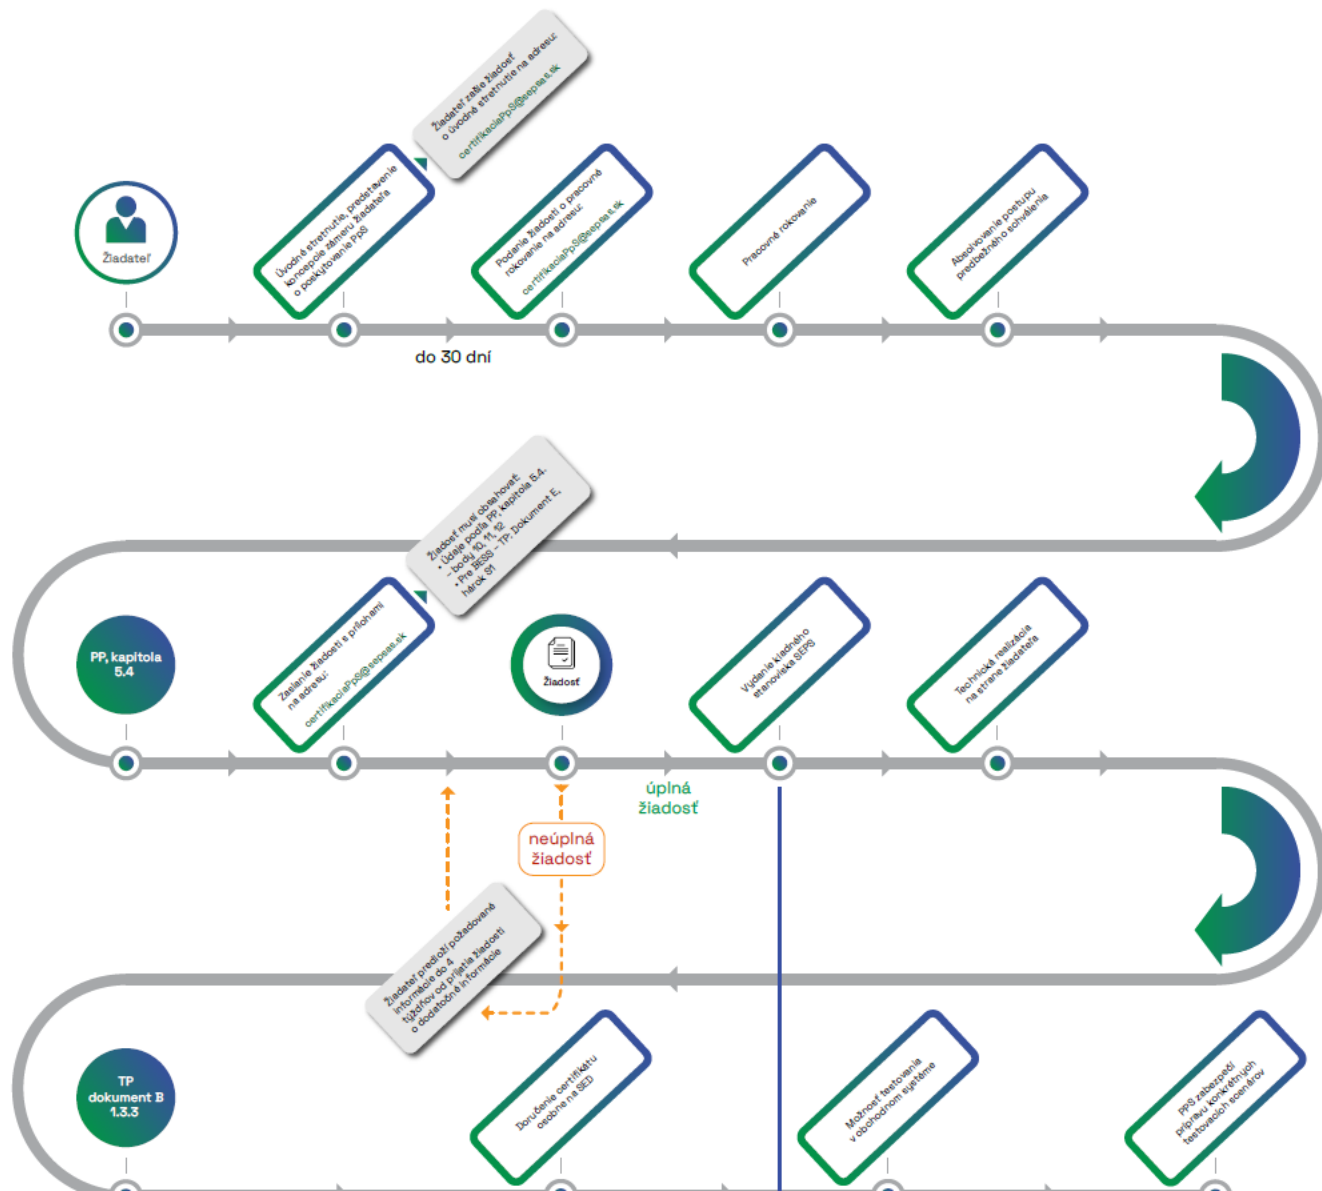 Žiadateľ zašle žiadosť
o úvodné stretnutie na adresu:
certifikaciaPpS@sepsas.sk
Žiadateľ
Úvodné stretnutie, predstavenie
koncepcie zámeru žiadateľa
o poskytovanie PpS
Podanie žiadosti o pracovné
rokovanie na adresu:
certifikaciaPpS@sepsas.sk
Pracovné rokovanie
Absolvovanie postupu
predbežného schválenia
do 30 dní
Žiadosť musí obsahovať:
• Údaje podľa PP, kapitola 5.4.
– body 10, 11, 12
• Pre BESS – TP: Dokument E,
hárok S1
PP, kapitola
5.4
Zaslanie žiadosti s prílohami
na adresu:
certifikaciaPpS@sepsas.sk
Žiadosť
Vydanie kladného
stanoviska SEPS
Technická realizácia
na strane žiadateľa
úplná
žiadosť
neúplná
žiadosť
Žiadateľ predloží požadované
informácie do 4
týždňov od prijatia žiadosti
o dodatočné informácie
TP
dokument B
1.3.3
Doručenie certifikátu
osobne na SED
Možnosť testovania
v obchodnom systéme
PPS zabezpečí
prípravu konkrétnych
testovacích scenárov